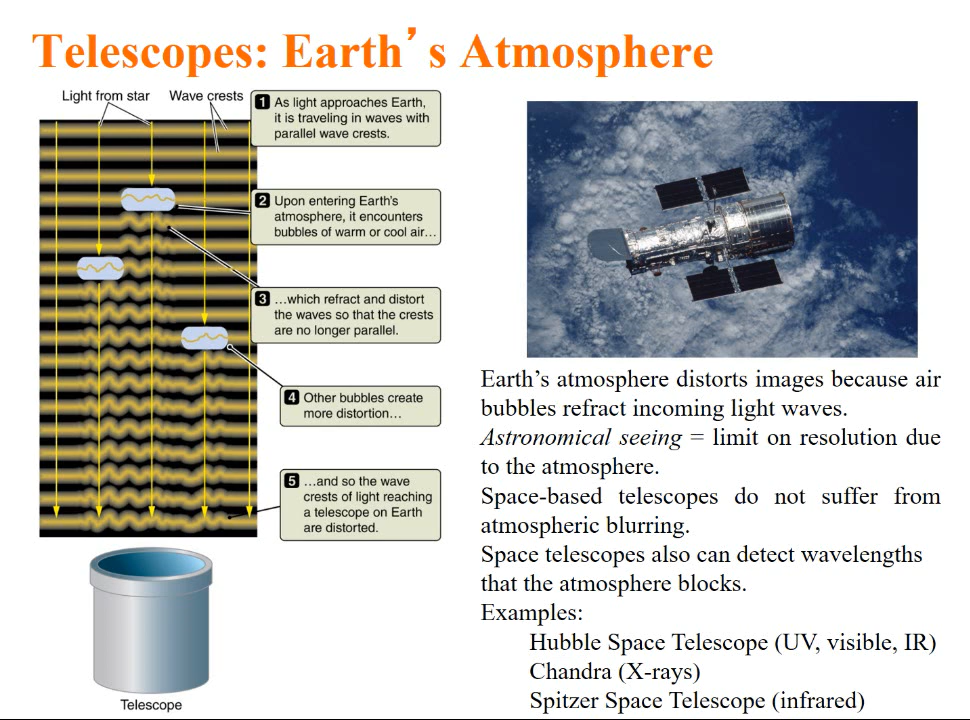 Telescopes: Earth’s Atmosphere
Light from star
Wave crests
1 As light approaches Earth,
it is traveling in waves with
parallel wave crests.
2 Upon entering Earth’s
atmosphere, it encounters
bubbles of warm or cool air…
3 …which refract and distort
the waves so that the crests
are no longer parallel.
4 Other bubbles create
more distortion…
5 …and so the wave
crests of light reaching
a telescope on Earth
are distorted.
Telescope
Earth’s atmosphere distorts images because air
bubbles refract incoming light waves.
Astronomical seeing = limit on resolution due
to the atmosphere.
Space-based telescopes do not suffer from
atmospheric blurring.
Space telescopes also can detect wavelengths
that the atmosphere blocks.
Examples:
Hubble Space Telescope (UV, visible, IR)
Chandra (X-rays)
Spitzer Space Telescope (infrared)